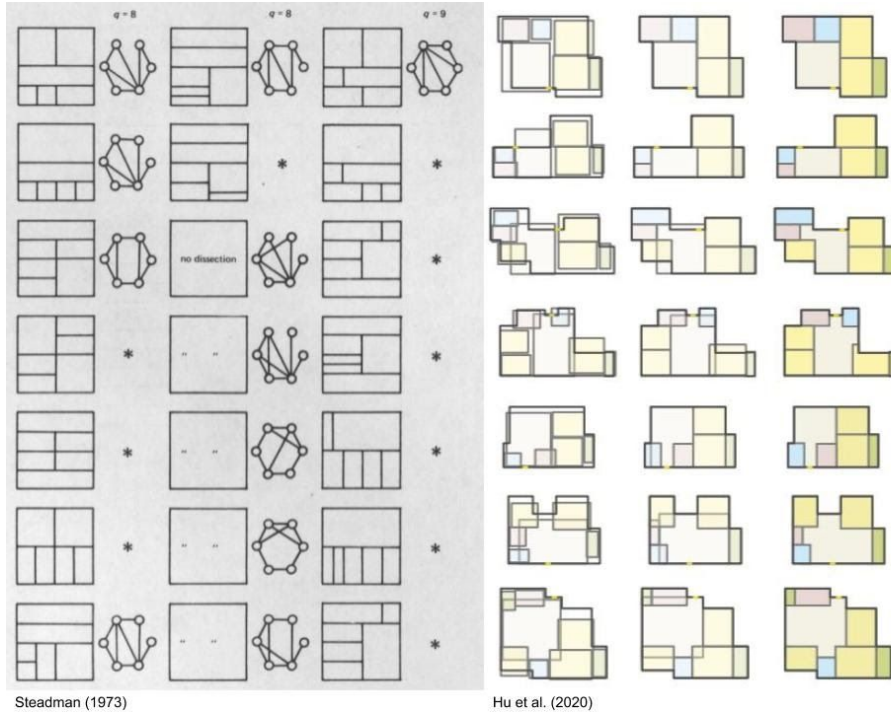 q = 8
q = 8
q = 9
*
*
no dissection
*
*
" "
*
*
" "
*
*
" "
*
" "
*
Steadman (1973)
Hu et al. (2020)